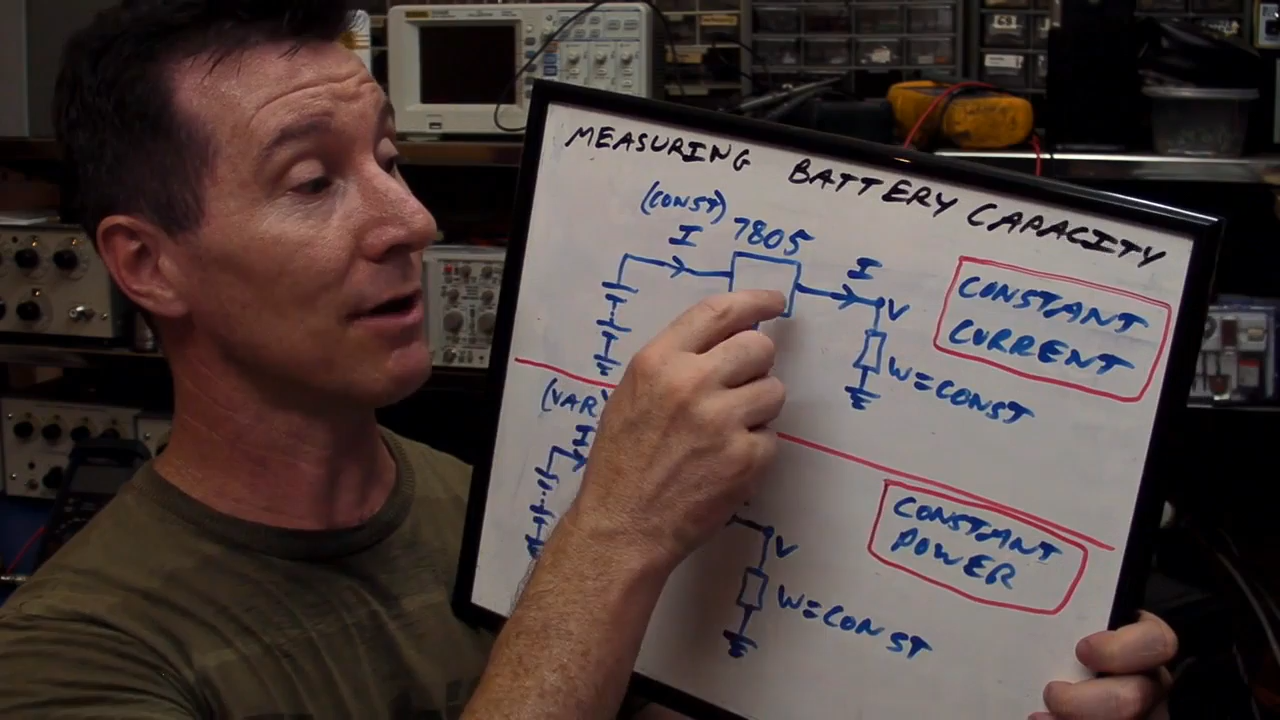 MEASURING BATTERY CAPACITY
(CONST)
I
7805
I
V
W=CONST
CONSTANT
CURRENT
(VAR)
I
V
W=CONST
CONSTANT
POWER